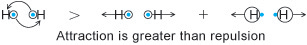 H H > H H + H H
Attraction is greater than repulsion